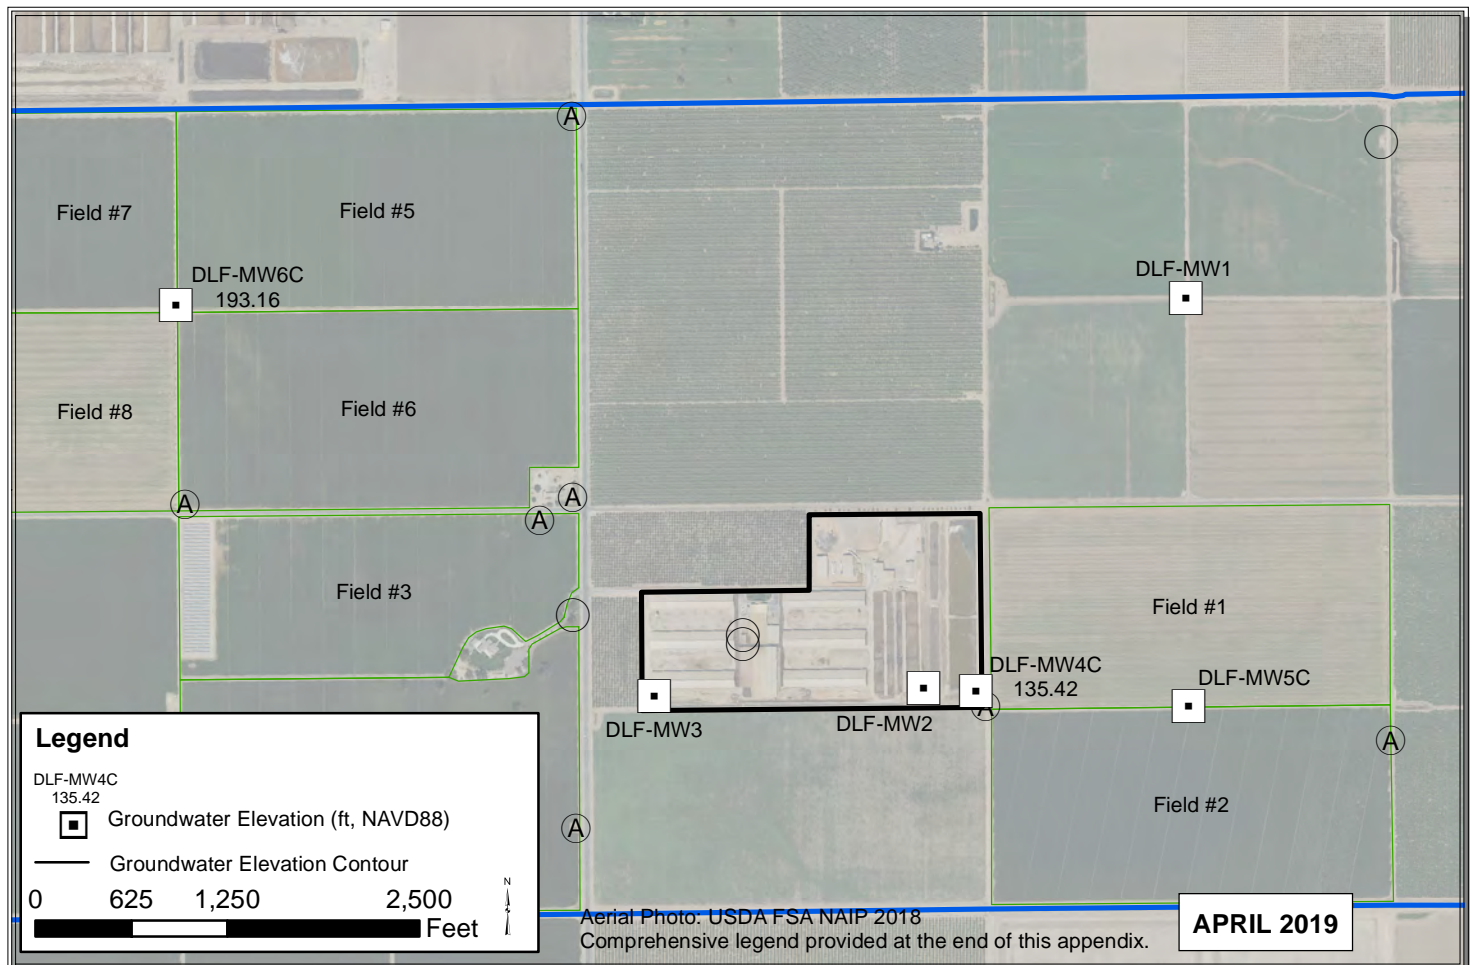 A
Field #7
Field #5
DLF-MW6C
193.16
DLF-MW1
Field #8
Field #6
A
A
A
Field #3
Field #1
DLF-MW4C
135.42
DLF-MW5C
DLF-MW3
DLF-MW2
A
A
Field #2
A
Legend
DLF-MW4C
135.42
Groundwater Elevation (ft, NAVD88)
Groundwater Elevation Contour
0 625 1,250 2,500
Feet
N
Aerial Photo: USDA FSA NAIP 2018
Comprehensive legend provided at the end of this appendix.
APRIL 2019